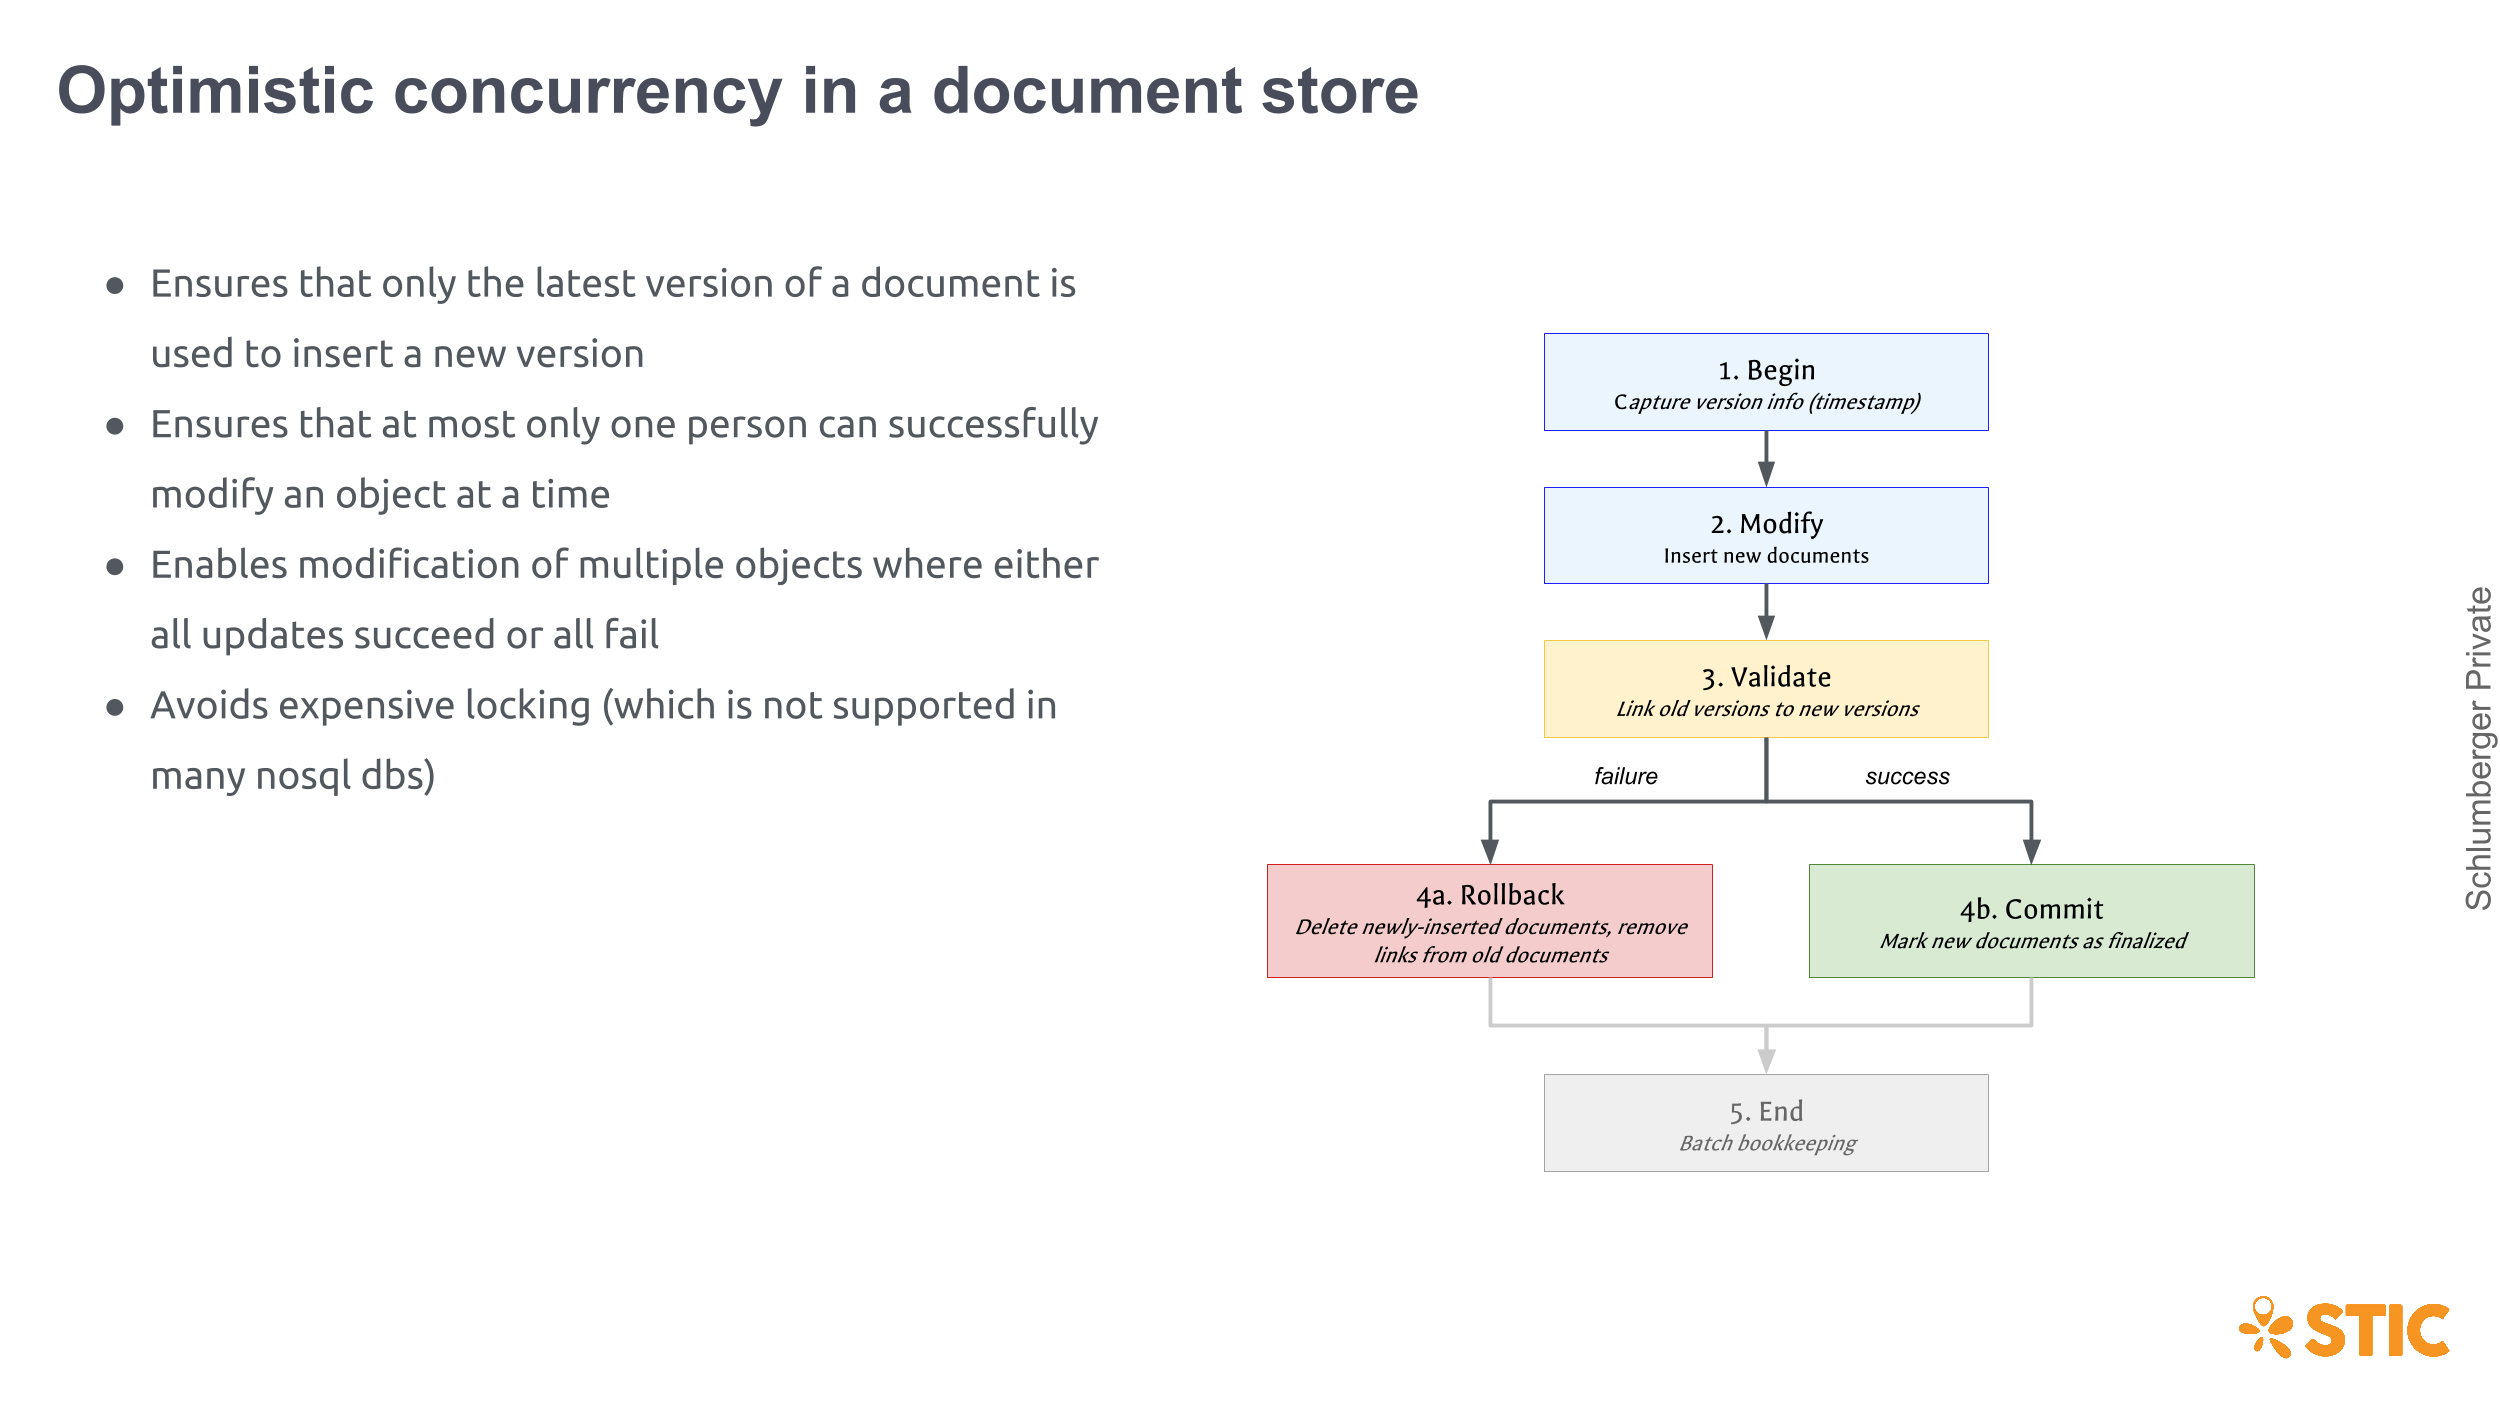 Optimistic concurrency in a document store
● Ensures that only the latest version of a document is
used to insert a new version
● Ensures that at most only one person can successfully
modify an object at a time
● Enables modification of multiple objects where either
all updates succeed or all fail
● Avoids expensive locking (which is not supported in
many nosql dbs)
1. Begin
Capture version info (timestamp)
2. Modify
Insert new documents
3. Validate
Link old versions to new versions
failure
success
4a. Rollback
Delete newly-inserted documents, remove
links from old documents
4b. Commit
Mark new documents as finalized
5. End
Batch bookkeeping
Schlumberger Private
STIC